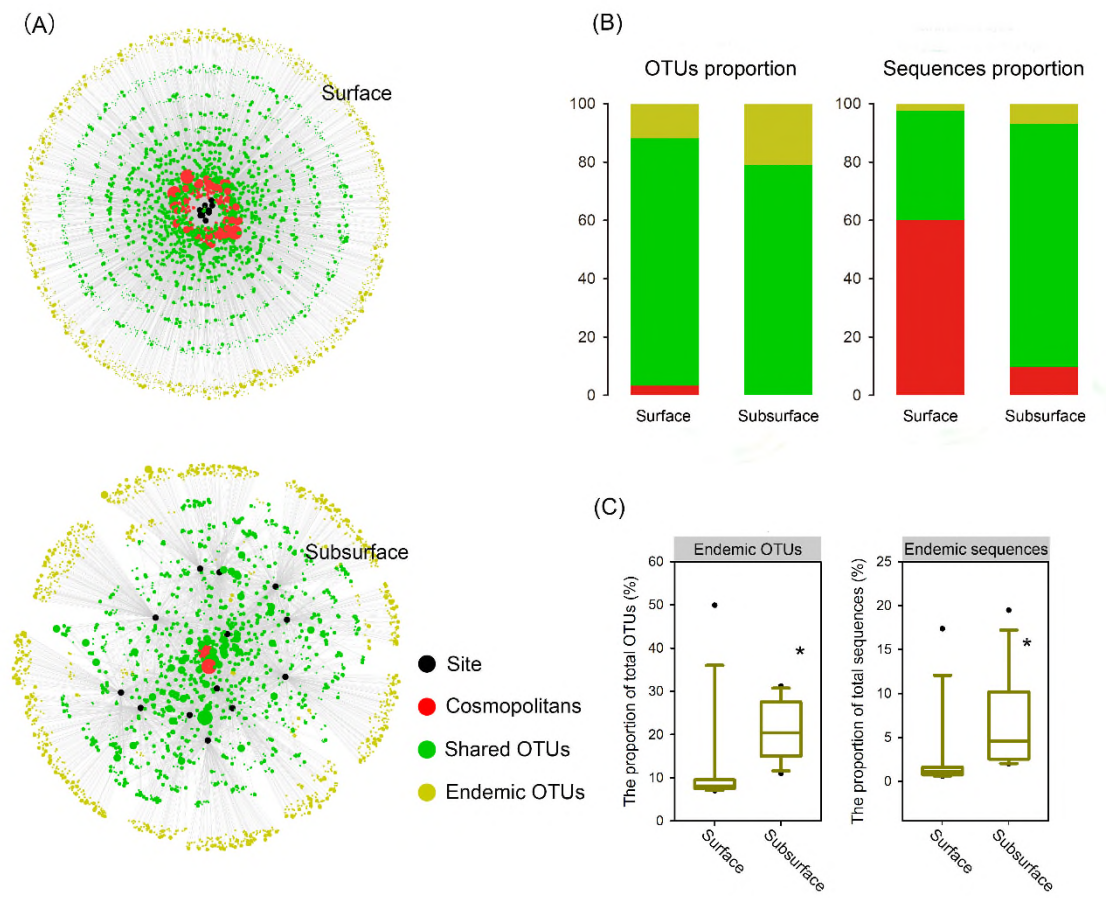 (A)
Surface
Subsurface
Site
Cosmopolitans
Shared OTUs
Endemic OTUs
(B)
OTUs proportion
100
80
60
40
20
0
Surface
Subsurface
Sequences proportion
100
80
60
40
20
0
Surface
Subsurface
(C)
Endemic OTUs
The proportion of total OTUs (%)
60
50
40
30
20
10
0
*
Surface
Subsurface
Endemic sequences
The proportion of total sequences (%)
25
20
15
10
5
0
*
Surface
Subsurface